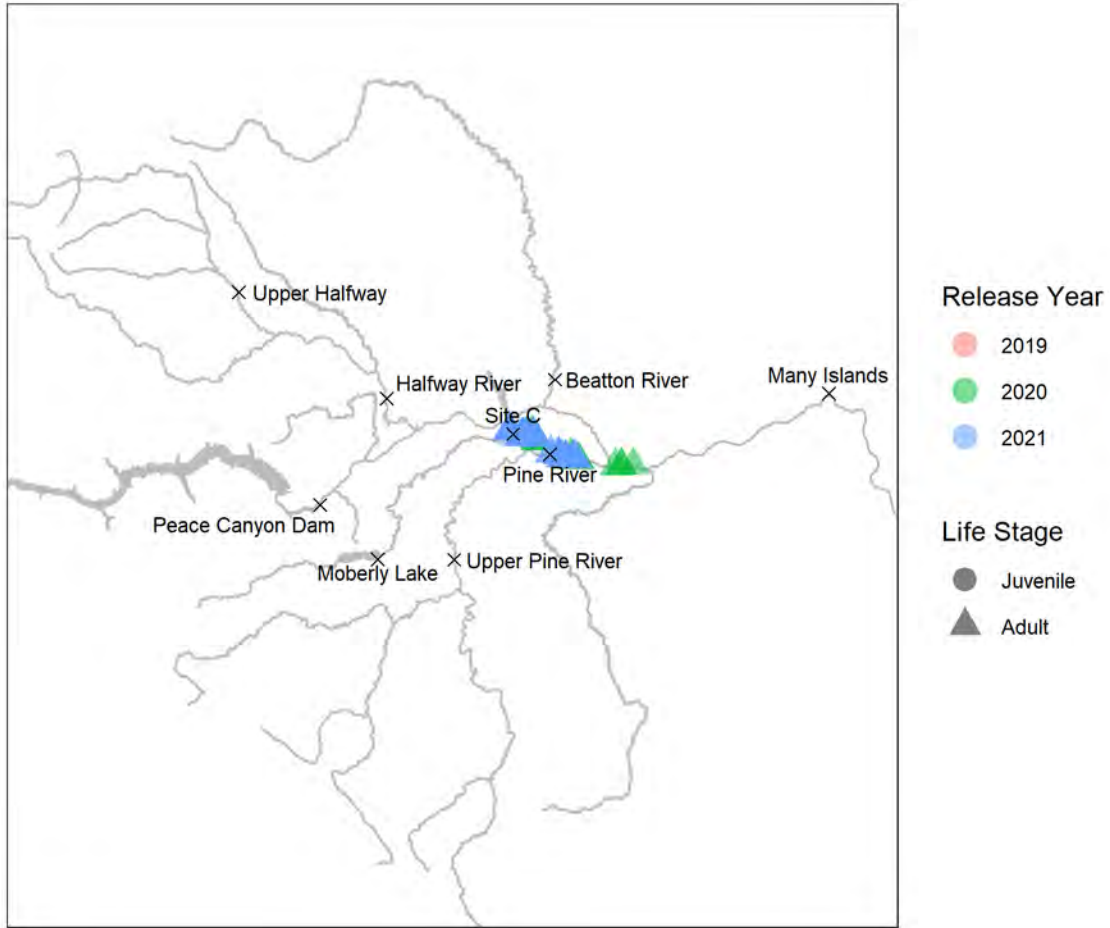 Upper Halfway
Halfway River
Beatton River
Many Islands
Site C
Pine River
Peace Canyon Dam
Moberly Lake
Upper Pine River
Release Year
2019
2020
2021
Life Stage
Juvenile
Adult